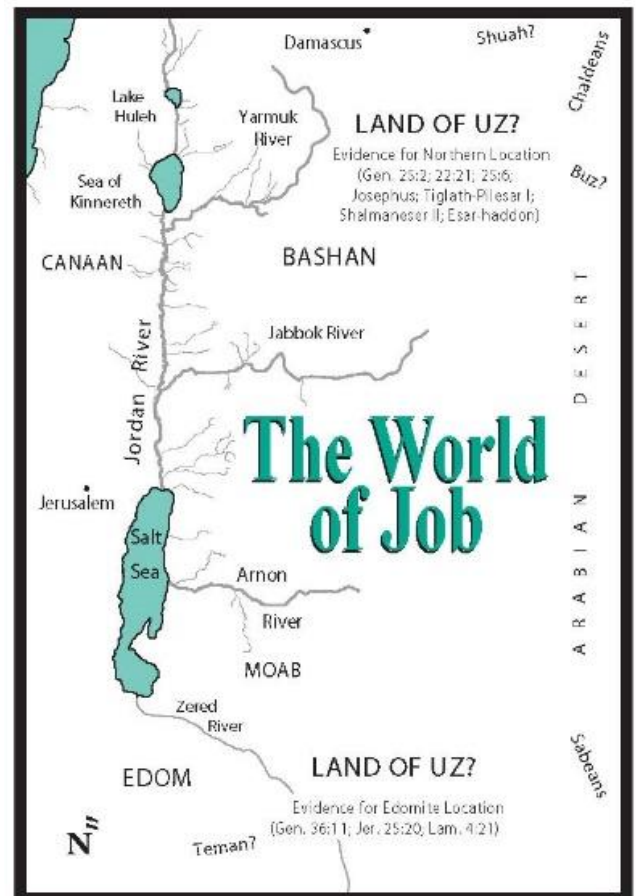 Damascus
Shuah?
Chaldeans
Lake
Huleh
Yarmuk
River
LAND OF UZ?
Evidence for Northern Location
(Gen. 25:2; 22:21; 25:6;
Josephus; Tiglath-Pileser I;
Shalmaneser II; Esar-haddon)
Buz?
Sea of
Kinnereth
CANAAN
BASHAN
Jabbok River
Jordan River
ARABIAN DESERT
The World
of Job
Jerusalem
Salt
Sea
Arnon
River
MOAB
Zered
River
Sabeans
EDOM
LAND OF UZ?
Evidence for Edomite Location
(Gen. 36:11; Jer. 25:20; Lam. 4:21)
Teman?
N